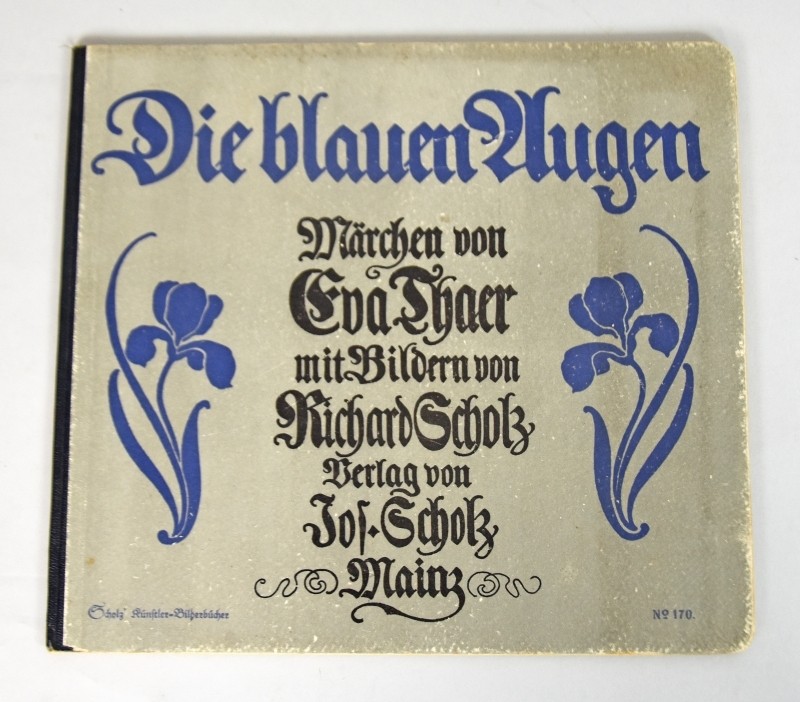 Die blauen Augen
Märchen von
Eva Thaer
mit Bildern von
Richard Scholz
Verlag von
Jos. Scholz
Mainz
Scholz' Künstler-Bilderbücher
Nº 170.